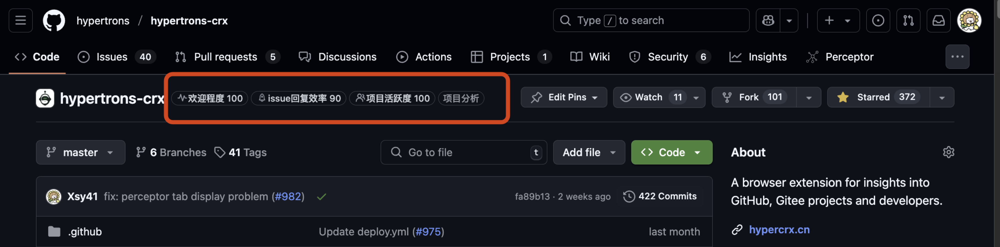 hypertrons / hypertrons-crx Type / to search
Code Issues 40 Pull requests 5 Discussions Actions Projects 1 Wiki Security 6 Insights Perceptor
hypertrons-crx 欢迎程度 100 issue回复效率 90 项目活跃度 100 项目分析 Edit Pins Watch 11 Fork 101 Starred 372
master 6 Branches 41 Tags Go to file t Add file Code
About
Xsy41 fix: perceptor tab display problem (#982) fa89b13 · 2 weeks ago 422 Commits
.github Update deploy.yml (#975) last month
A browser extension for insights into
GitHub, Gitee projects and developers.
hypercrx.cn